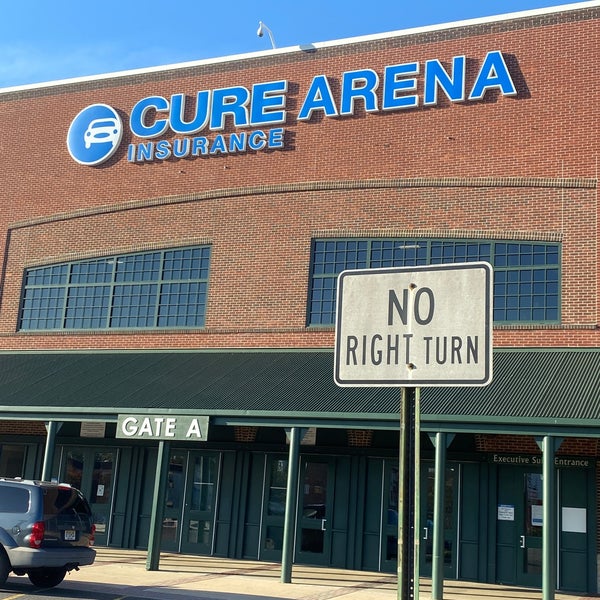 CURE ARENA
INSURANCE
NO
RIGHT TURN
GATE A
Executive Suite Entrance